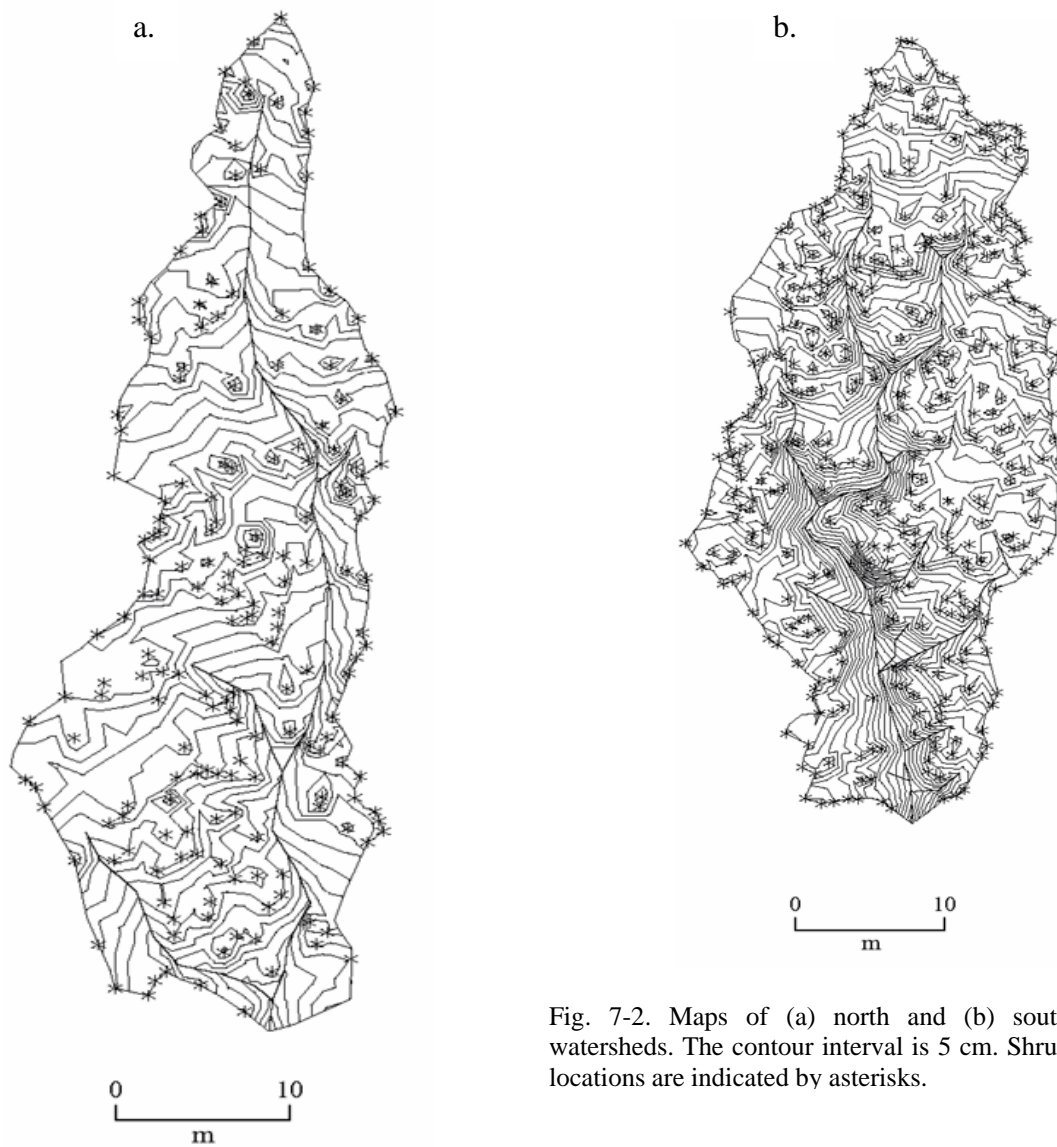 a.
b.
0 10
m
0 10
m
Fig. 7-2. Maps of (a) north and (b) sout
watersheds. The contour interval is 5 cm. Shru
locations are indicated by asterisks.